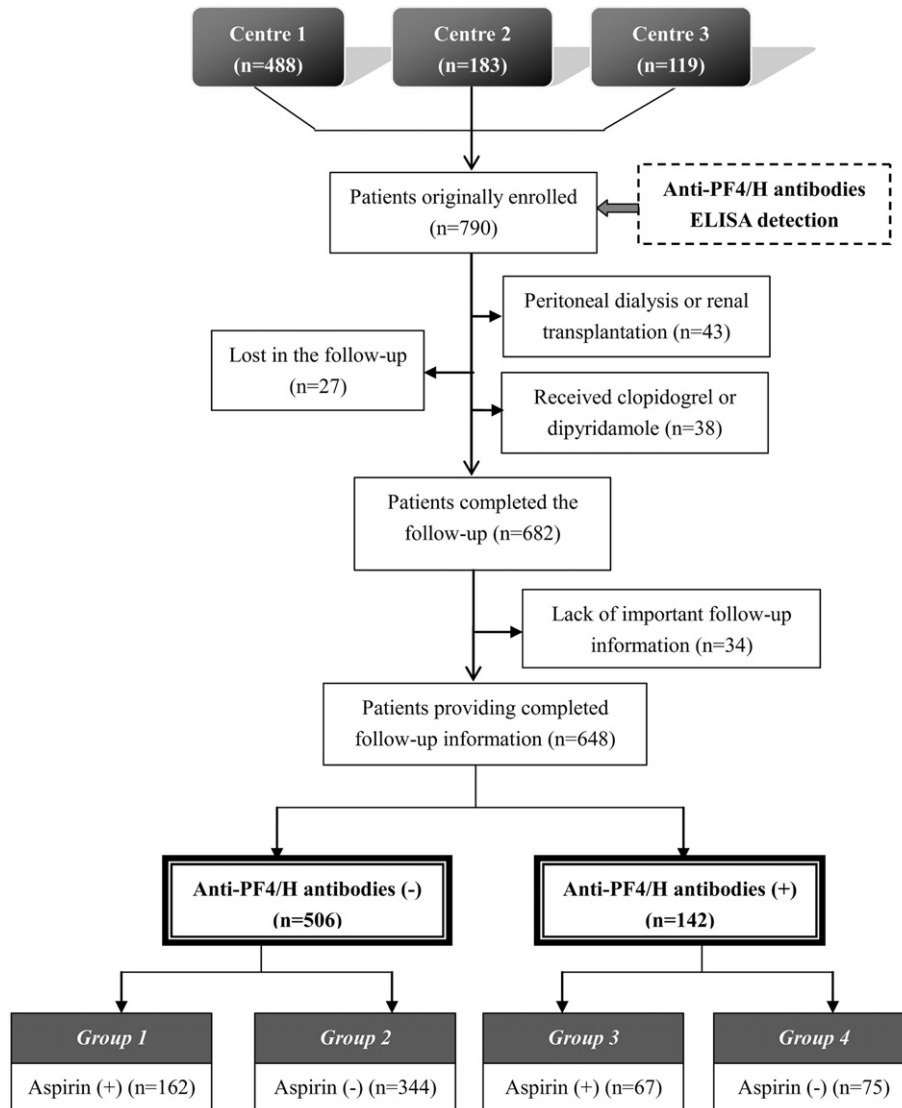 Centre 1
(n=488)
Centre 2
(n=183)
Centre 3
(n=119)
Patients originally enrolled
(n=790)
Anti-PF4/H antibodies
ELISA detection
Peritoneal dialysis or renal
transplantation (n=43)
Lost in the follow-up
(n=27)
Received clopidogrel or
dipyridamole (n=38)
Patients completed the
follow-up (n=682)
Lack of important follow-up
information (n=34)
Patients providing completed
follow-up information (n=648)
Anti-PF4/H antibodies (-)
(n=506)
Anti-PF4/H antibodies (+)
(n=142)
Group 1
Aspirin (+) (n=162)
Group 2
Aspirin (-) (n=344)
Group 3
Aspirin (+) (n=67)
Group 4
Aspirin (-) (n=75)